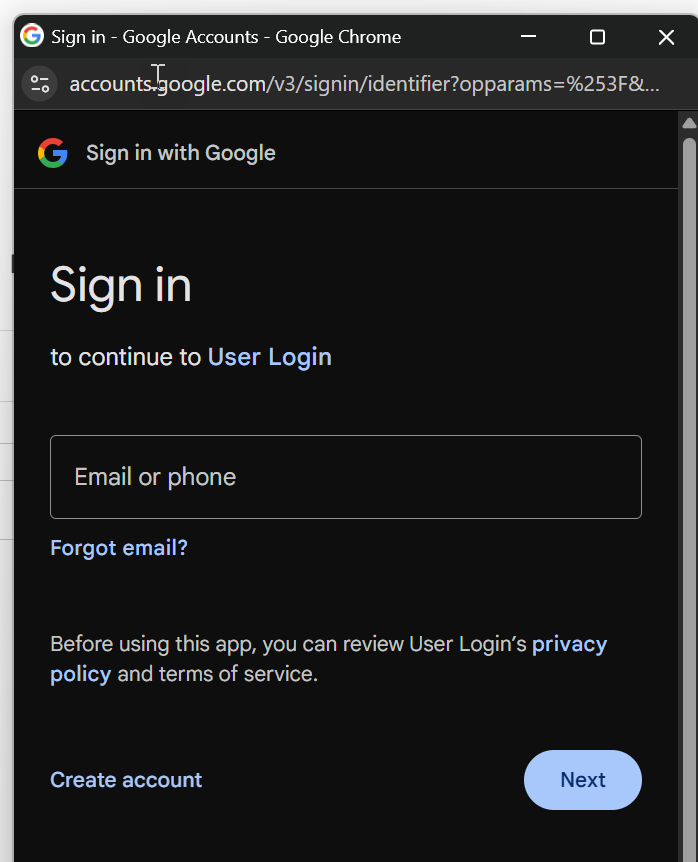 Sign in - Google Accounts - Google Chrome
accounts.google.com/v3/signin/identifier?opparams=%253F&...
Sign in with Google
Sign in
to continue to User Login
Email or phone
Forgot email?
Before using this app, you can review User Login’s privacy
policy and terms of service.
Create account
Next